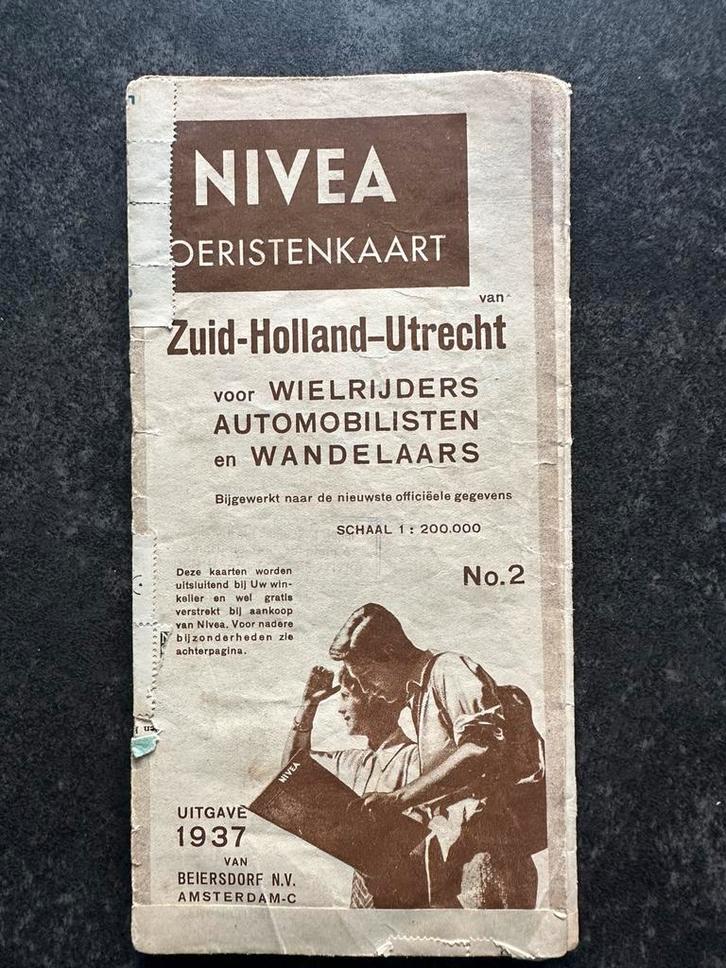 NIVEA
OERISTENKAART
van
Zuid-Holland-Utrecht
voor WIELRIJDERS
AUTOMOBILISTEN
en WANDELAARS
Bijgewerkt naar de nieuwste officiëele gegevens
SCHAAL 1 : 200.000
No. 2
Deze kaarten worden
uitsluitend bij Uw win-
kelier en wel gratis
verstrekt bij aankoop
van Nivea. Voor nadere
bijzonderheden zie
achterpagina.
NIVEA
UITGAVE
1937
VAN
BEIERSDORF N.V.
AMSTERDAM-C